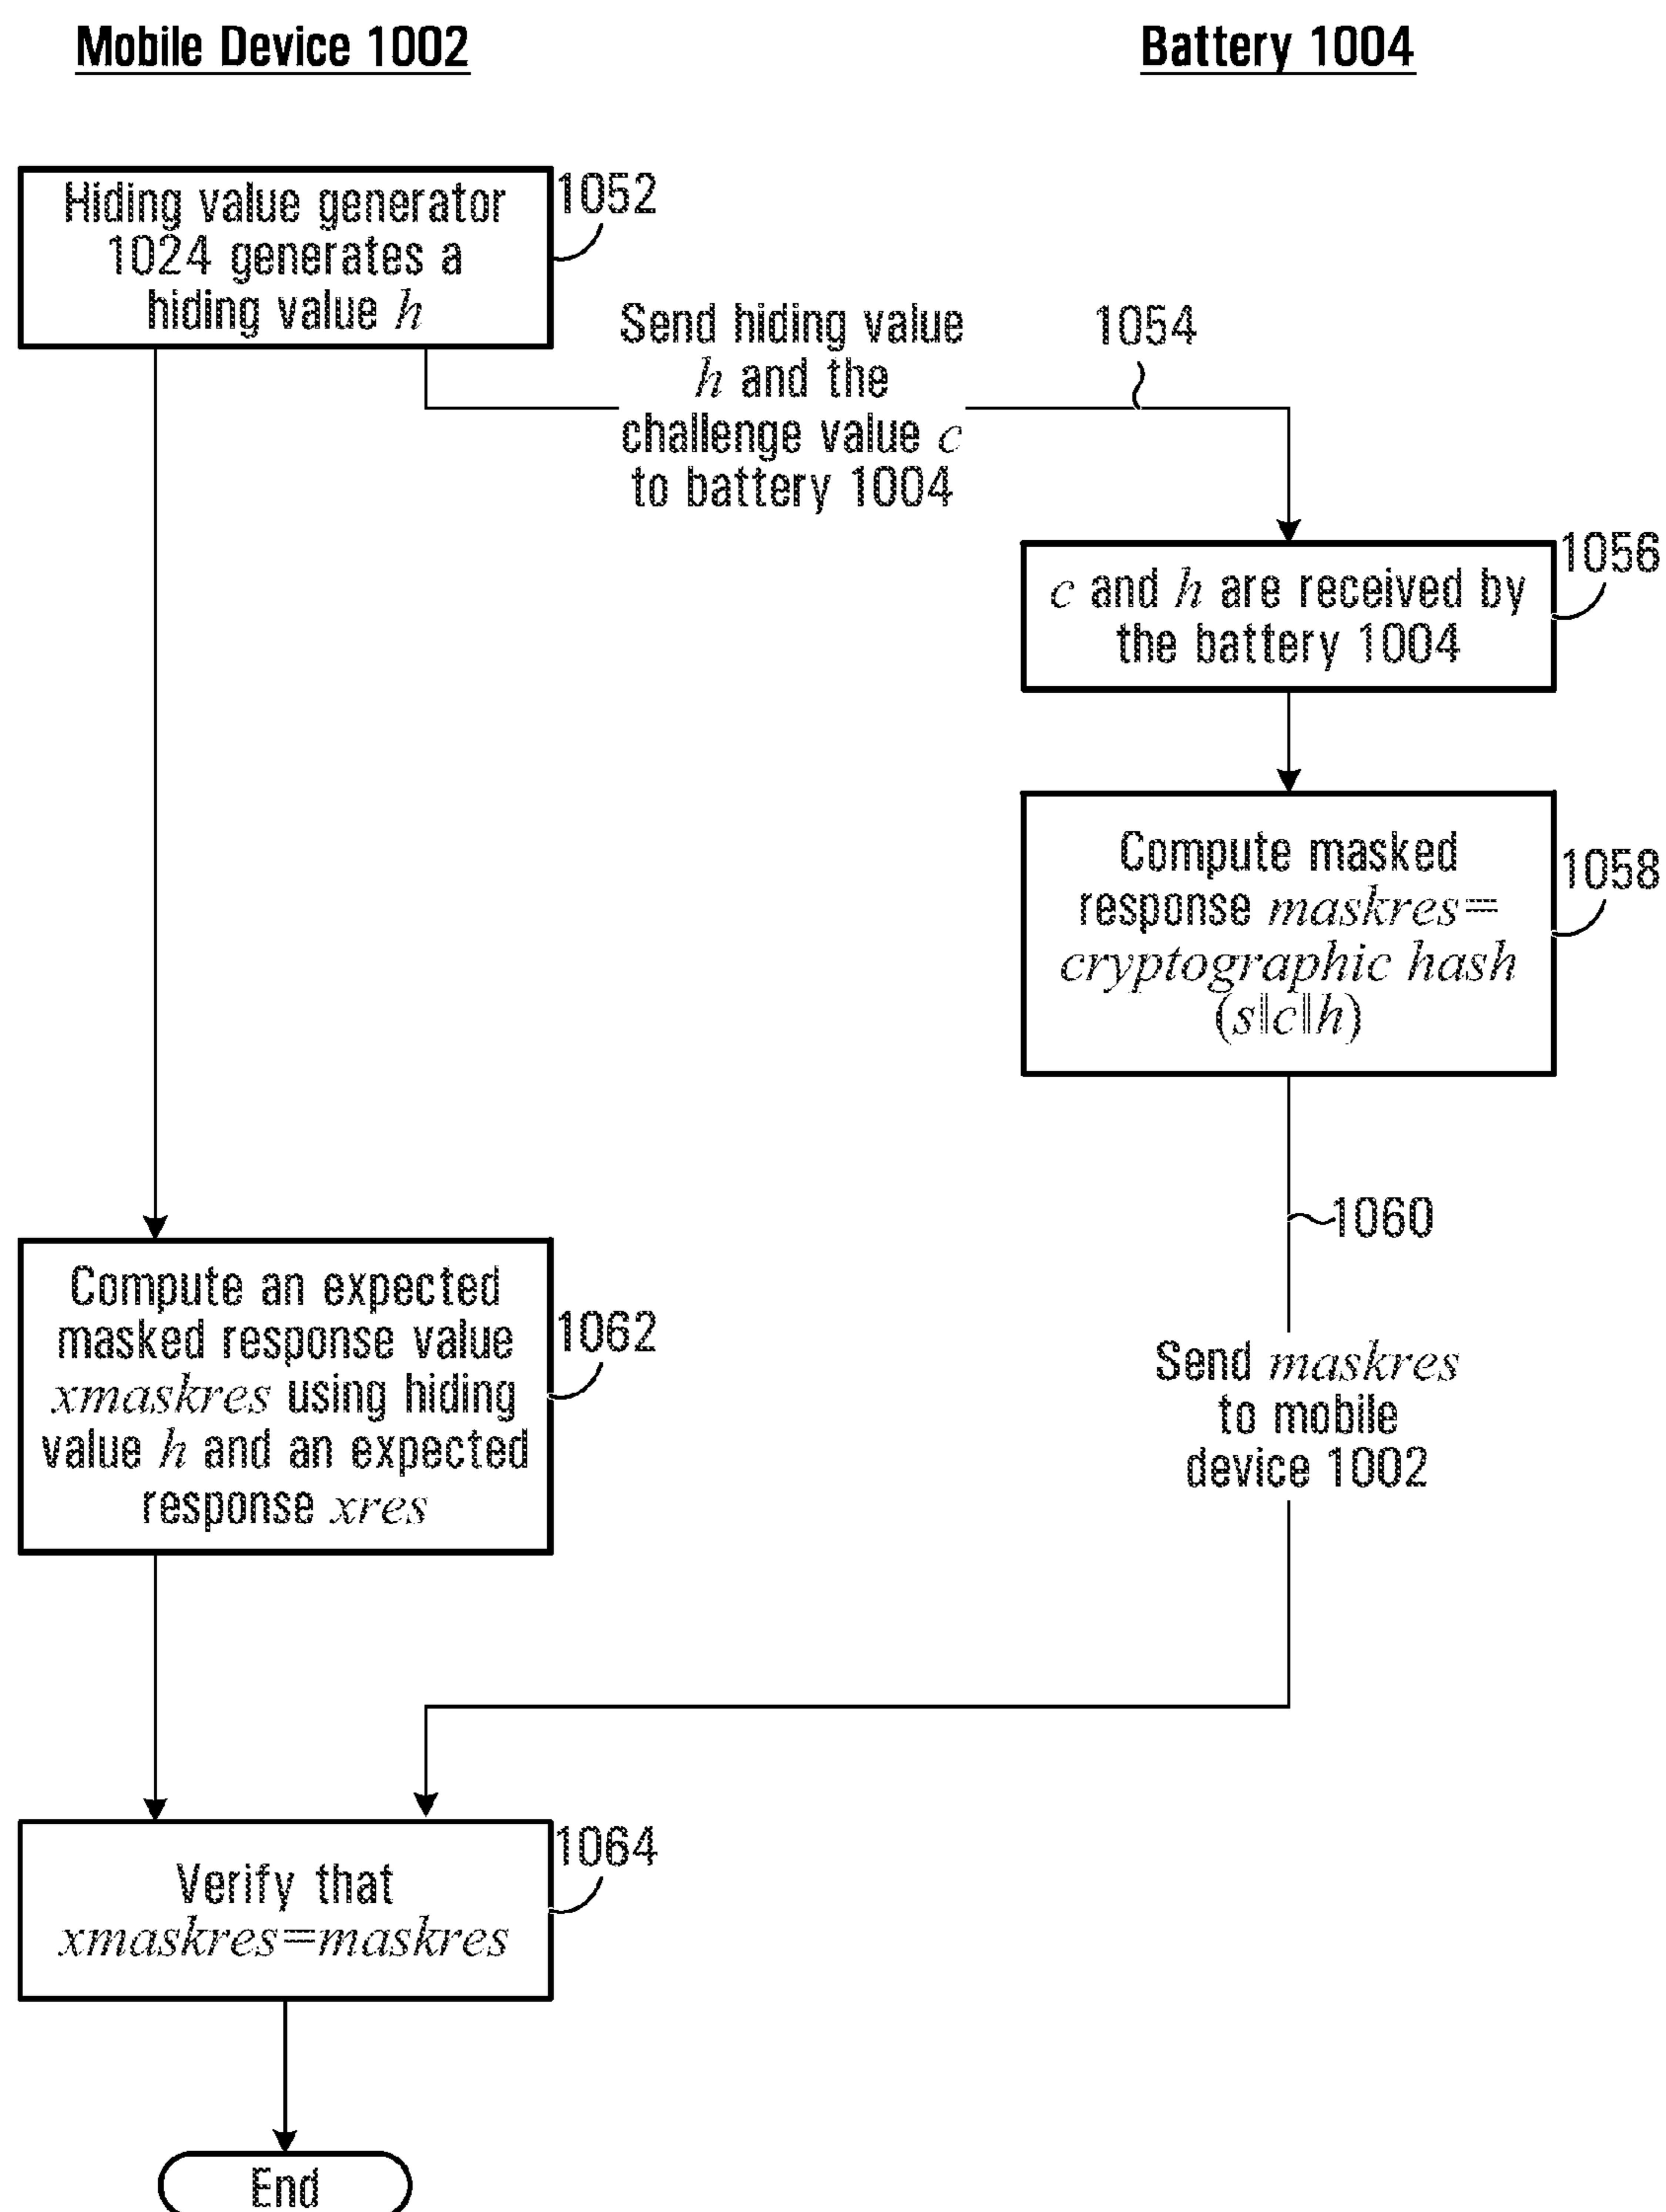 Mobile Device 1002
Battery 1004
Hiding value generator
1024 generates a
hiding value h
1052
Send hiding value
h and the
challenge value c
to battery 1004
1054
c and h are received by
the battery 1004
1056
Compute masked
response maskres=
cryptographic hash
(s||c||h)
1058
1060
Send maskres
to mobile
device 1002
Compute an expected
masked response value
xmaskres using hiding
value h and an expected
response xres
1062
Verify that
xmaskres=maskres
1064
End